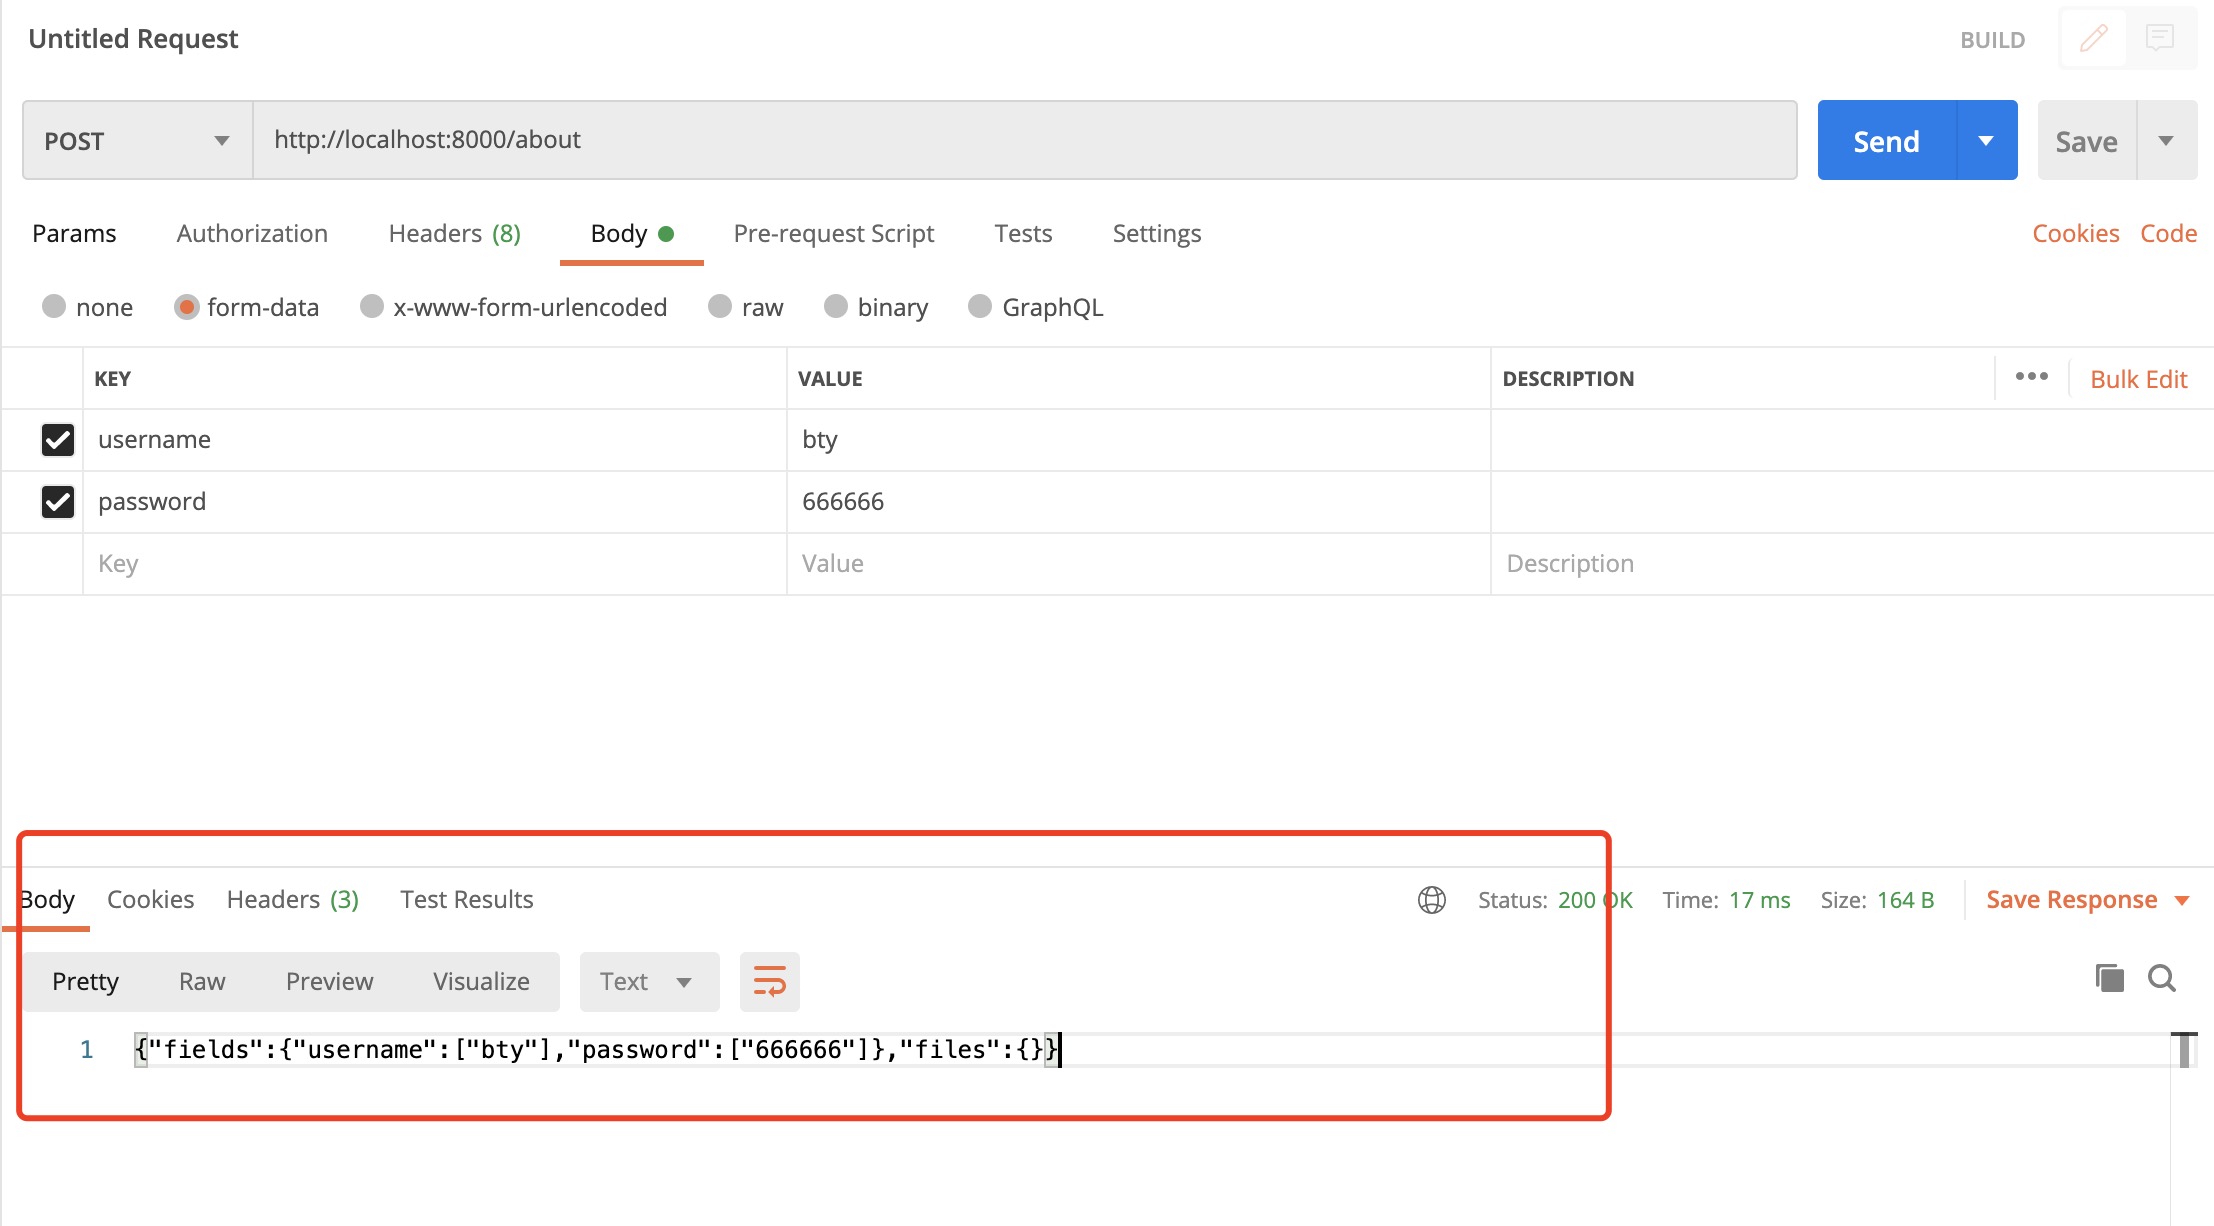 Untitled Request
BUILD
POST http://localhost:8000/about Send Save
Params Authorization Headers (8) Body Pre-request Script Tests Settings Cookies Code
none form-data x-www-form-urlencoded raw binary GraphQL
KEY VALUE DESCRIPTION ••• Bulk Edit
username bty
password 666666
Key Value Description
Body Cookies Headers (3) Test Results Status: 200 OK Time: 17 ms Size: 164 B Save Response
Pretty Raw Preview Visualize Text
1 {"fields":{"username":["bty"],"password":["666666"]},"files":{}}